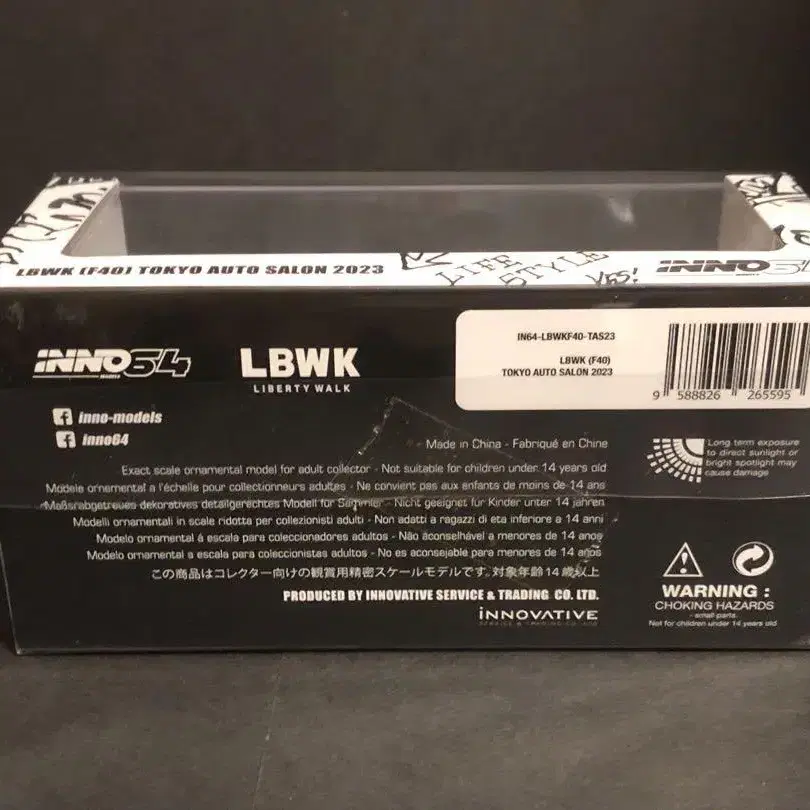 LBWK (F40) TOKYO AUTO SALON 2023
LIFE
STYLE
YES!
INNO64
INNO64
LBWK
LIBERTY WALK
IN64-LBWKF40-TAS23
LBWK (F40)
TOKYO AUTO SALON 2023
9 588826 265595
inno-models
inno64
Made in China - Fabriqué en Chine
Long term exposure
to direct sunlight or
bright spotlight may
cause damage
Exact scale ornamental model for adult collector - Not suitable for children under 14 years old
Modele ornemental a l'échelle pour collectionneurs adultes - Ne convient pas aux enfants de moins de 14 ans
Maßsrabgetreues dekoratives detailgerechtes Modell für Sammler - Nicht geeignet für Kinder unter 14 jahren
Modelli ornamentali in scale ridotta per collezionisti adulti - Non adatti a ragazzi di eta inferiore a 14 anni
Modelo ornamental á escala para coleccionadores adultos - Não âconselhável a menores de 14 anos
Modelo ornamental a escala para coleccionistas adultos - No es aconsejable para menores de 14 años
この商品はコレクター向けの観賞用精密スケールモデルです。対象年齢14歳以上
PRODUCED BY INNOVATIVE SERVICE & TRADING CO. LTD.
iNNOVATIVE
SERVICE & TRADING CO., LTD
WARNING :
CHOKING HAZARDS
- small parts.
Not for children under 14 years old